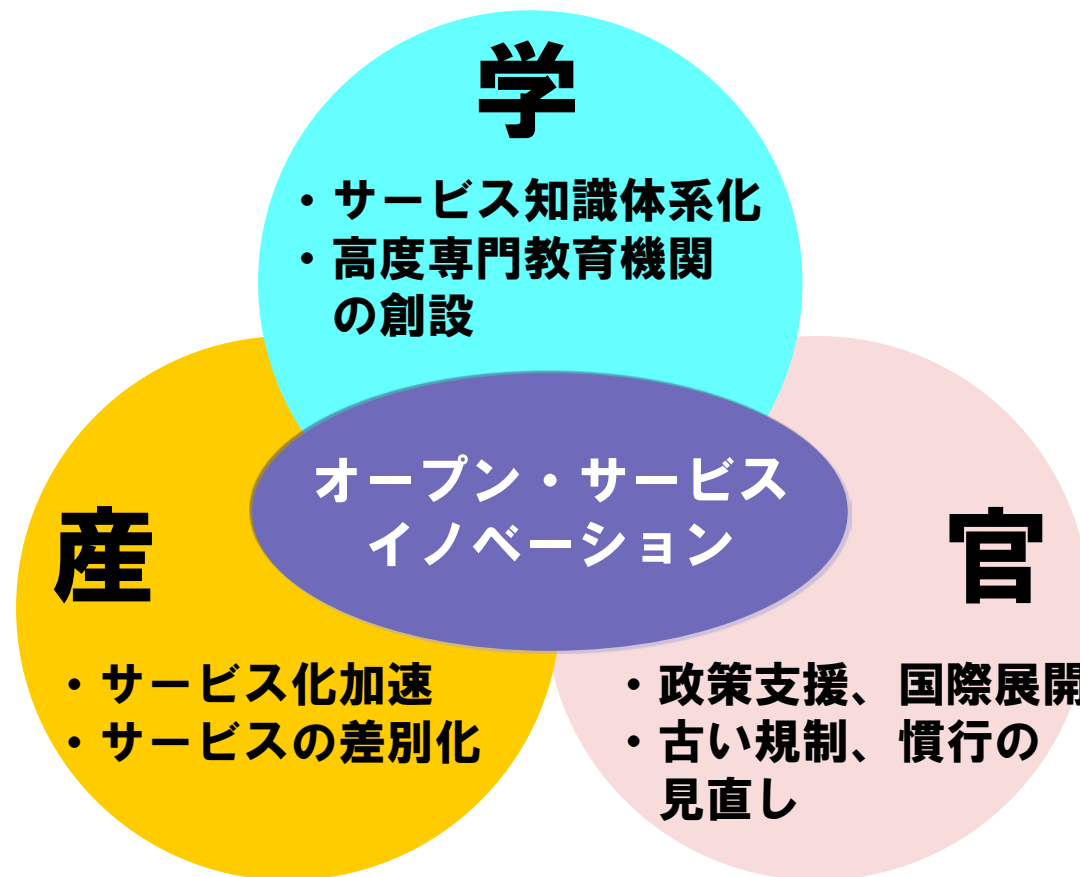 学
・サービス知識体系化
・高度専門教育機関
の創設
オープン・サービス
イノベーション
産
・サービス化加速
・サービスの差別化
官
・政策支援、国際展開
・古い規制、慣行の
見直し